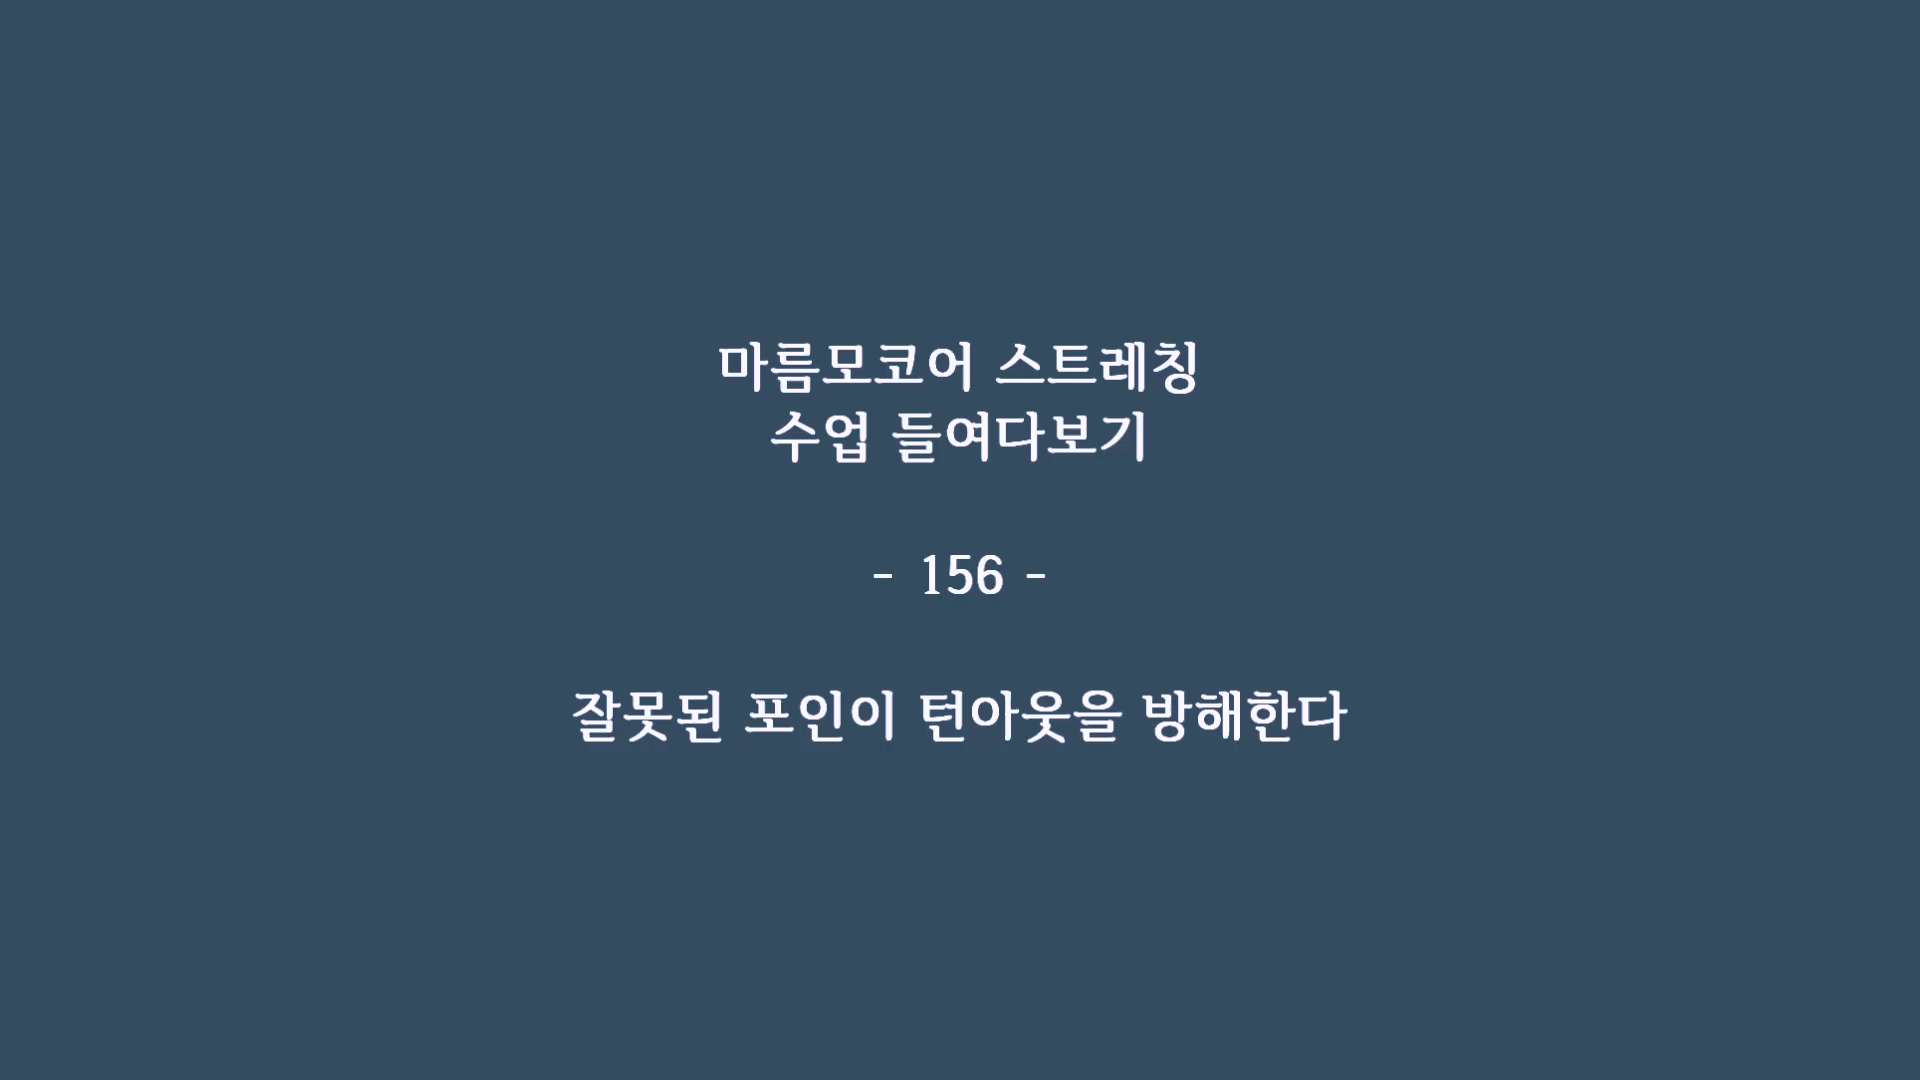 마름모코어 스트레칭
수업 들여다보기
- 156 -
잘못된 포인이 턴아웃을 방해한다